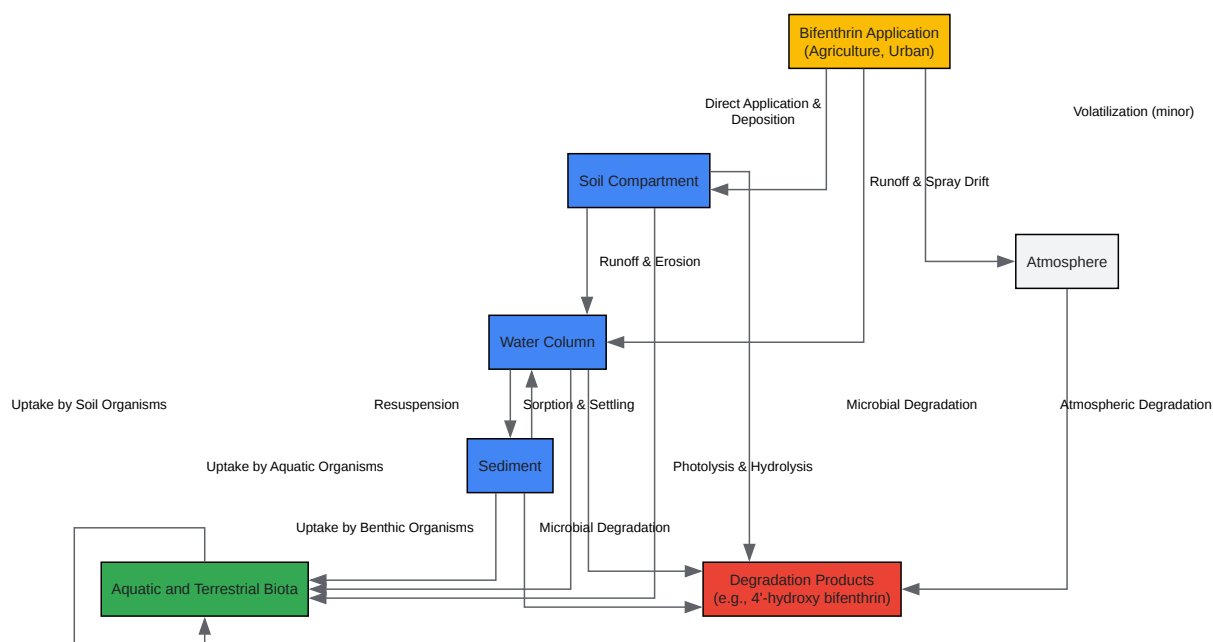 Bifenthrin Application
(Agriculture, Urban)
Direct Application &
Deposition
Volatilization (minor)
Soil Compartment
Runoff & Spray Drift
Runoff & Erosion
Atmosphere
Water Column
Uptake by Soil Organisms
Resuspension
Sorption & Settling
Microbial Degradation
Atmospheric Degradation
Uptake by Aquatic Organisms
Sediment
Photolysis & Hydrolysis
Uptake by Benthic Organisms
Microbial Degradation
Aquatic and Terrestrial Biota
Degradation Products
(e.g., 4'-hydroxy bifenthrin)